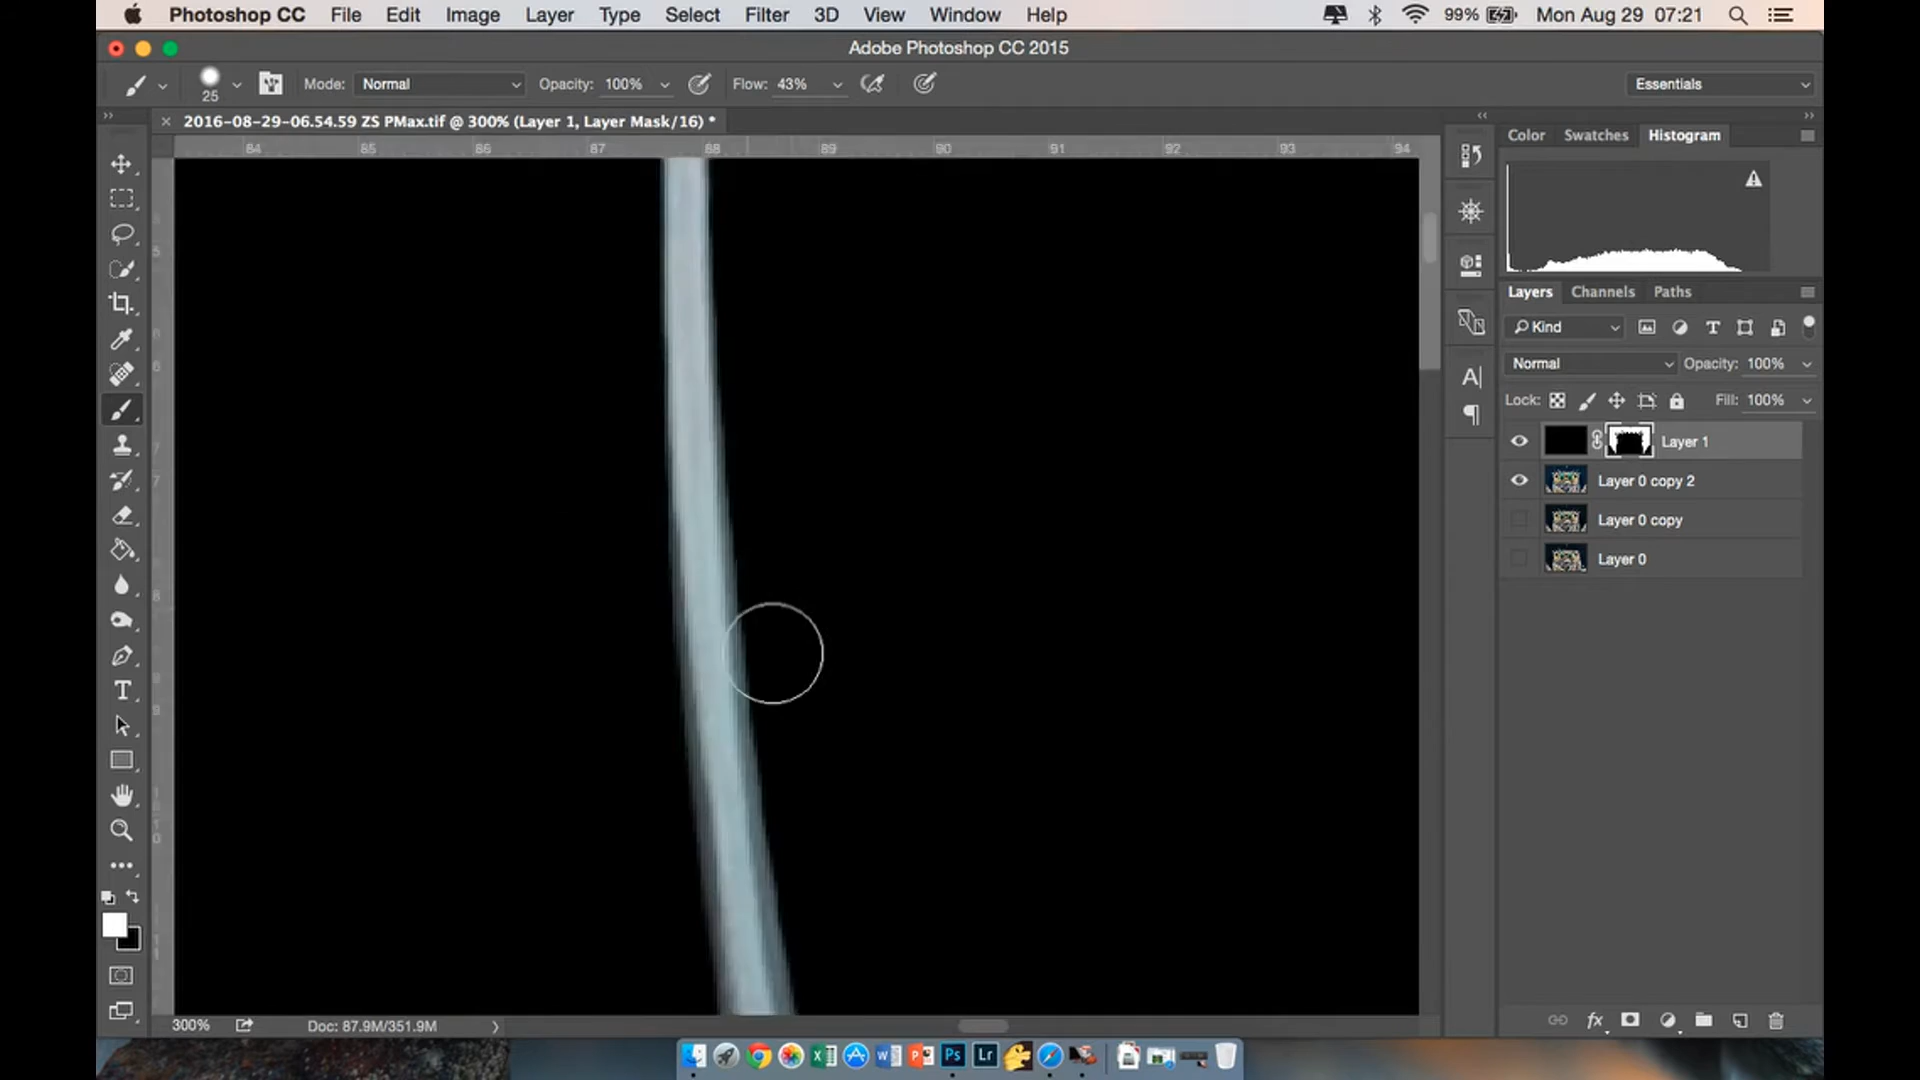 Photoshop CC File Edit Image Layer Type Select Filter 3D View Window Help 99% Mon Aug 29 07:21
Adobe Photoshop CC 2015
25 Mode: Normal Opacity: 100% Flow: 43% Essentials
2016-08-29-06.54.59 ZS PMax.tif @ 300% (Layer 1, Layer Mask/16) *
84 85 86 87 88 89 90 91 92 93 94
Color Swatches Histogram
Layers Channels Paths
Kind
Normal Opacity: 100%
Lock: Fill: 100%
Layer 1
Layer 0 copy 2
Layer 0 copy
Layer 0
300% Doc: 87.9M/351.9M
fx
Ps Lr